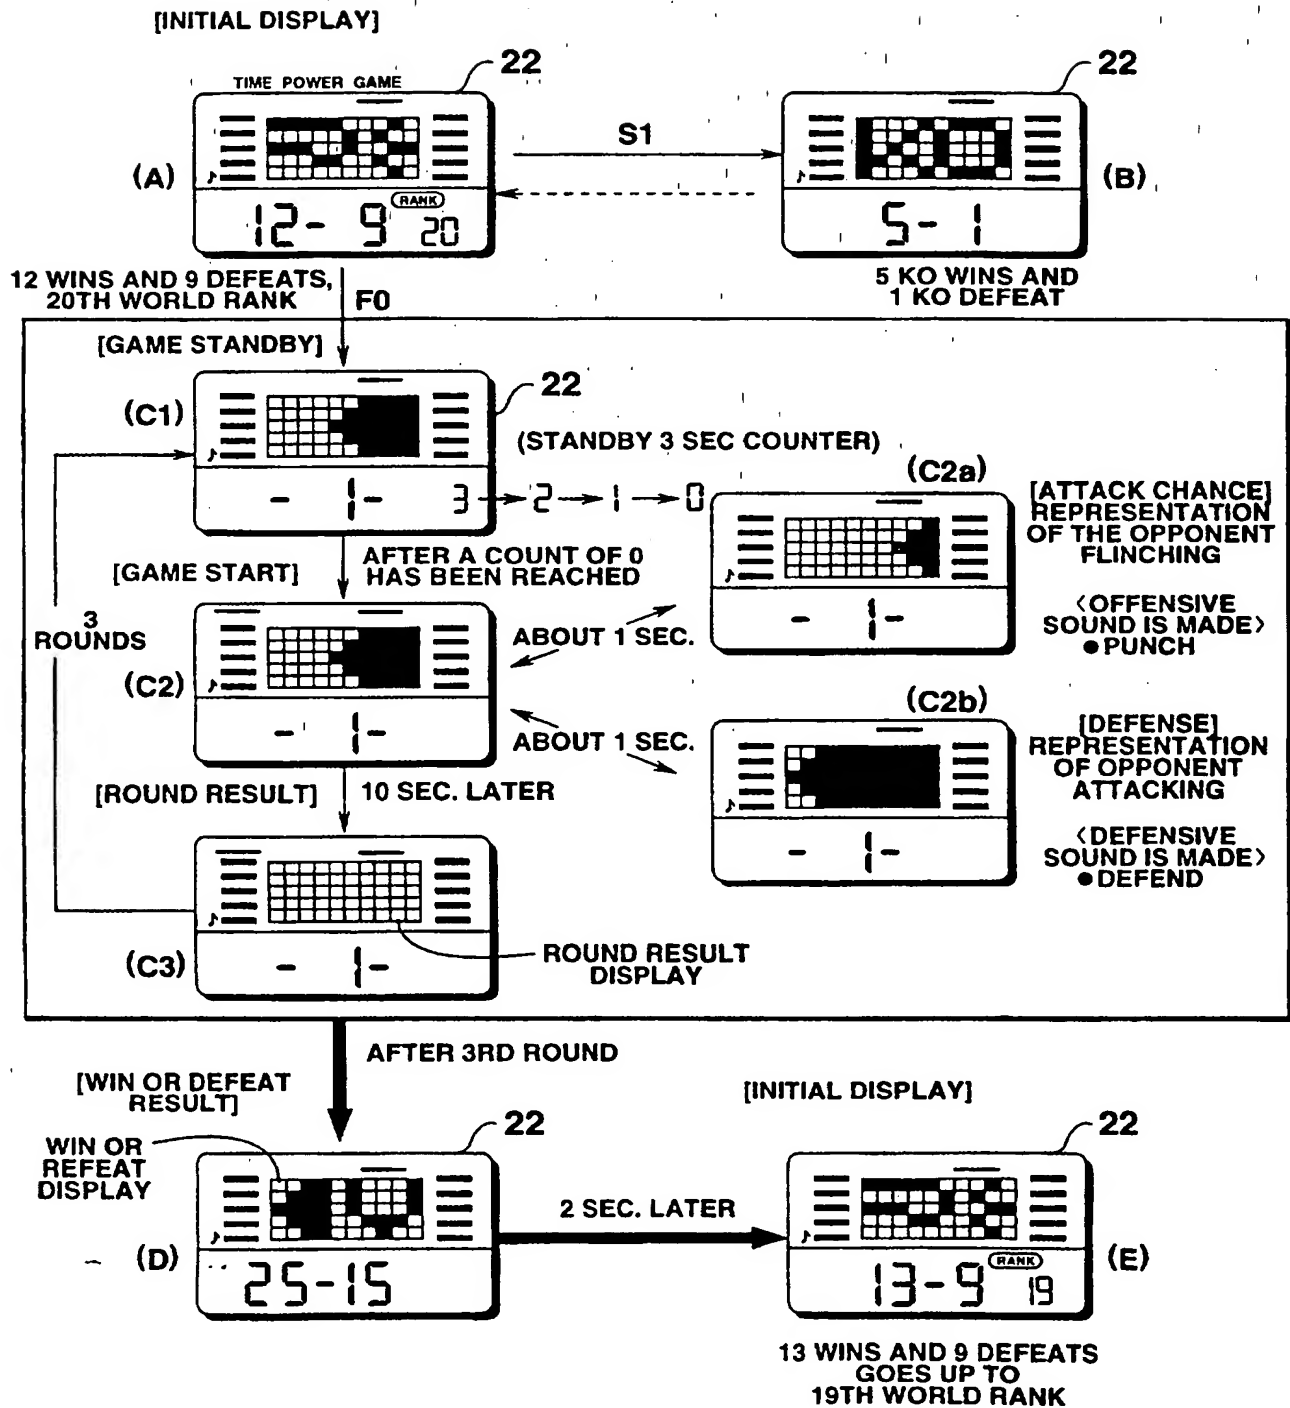 [INITIAL DISPLAY]
22
22
TIME POWER GAME
S1
(A)
(B)
RANK
12- 9 20
5- 1
12 WINS AND 9 DEFEATS,
20TH WORLD RANK
F0
5 KO WINS AND
1 KO DEFEAT
[GAME STANDBY]
22
(C1)
(STANDBY 3 SEC COUNTER)
- 1- 3 2 1 0
(C2a)
[ATTACK CHANCE]
REPRESENTATION
OF THE OPPONENT
FLINCHING
AFTER A COUNT OF 0
HAS BEEN REACHED
[GAME START]
- 1-
<OFFENSIVE
SOUND IS MADE>
●PUNCH
3
ROUNDS
ABOUT 1 SEC.
(C2)
- 1-
(C2b)
[DEFENSE]
REPRESENTATION
OF OPPONENT
ATTACKING
ABOUT 1 SEC.
[ROUND RESULT]
10 SEC. LATER
- 1-
<DEFENSIVE
SOUND IS MADE>
●DEFEND
(C3)
- 1-
ROUND RESULT
DISPLAY
AFTER 3RD ROUND
[WIN OR DEFEAT
RESULT]
[INITIAL DISPLAY]
22
22
WIN OR
REFEAT
DISPLAY
2 SEC. LATER
(D)
(E)
25-15
RANK
13-9 19
13 WINS AND 9 DEFEATS
GOES UP TO
19TH WORLD RANK